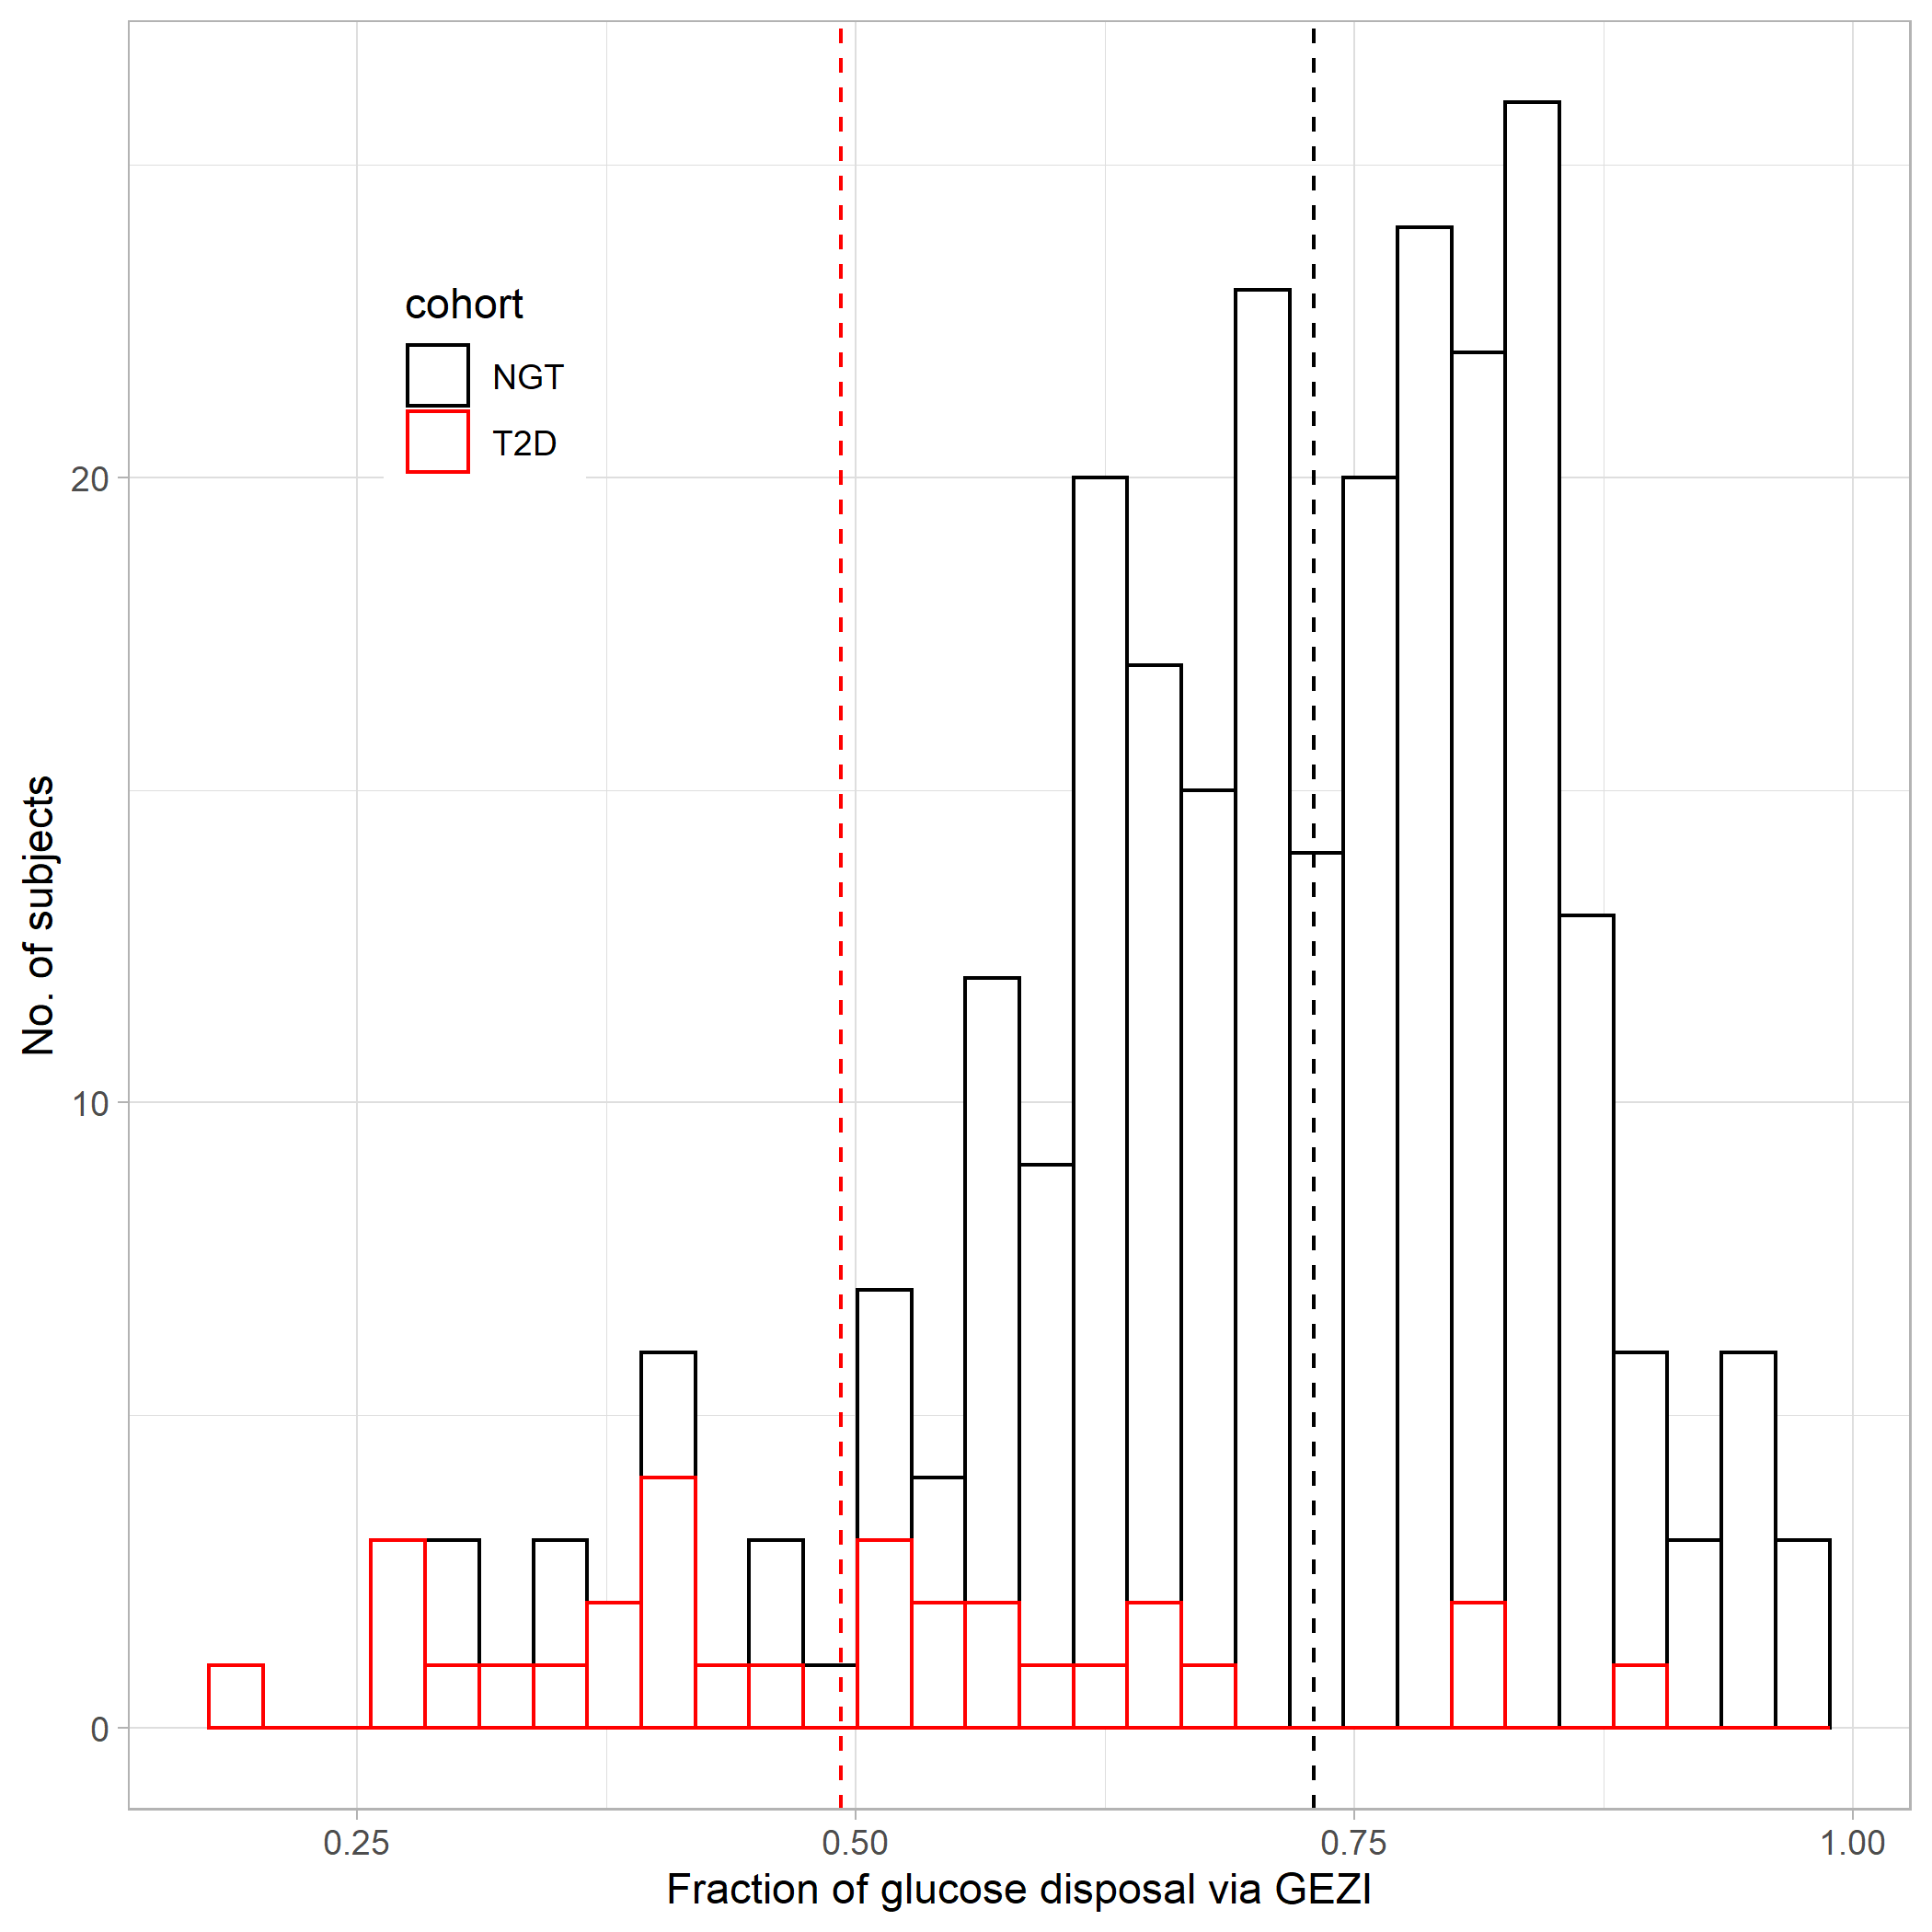 cohort
NGT
T2D
20
10
0
No. of subjects
0.25 0.50 0.75 1.00
Fraction of glucose disposal via GEZI